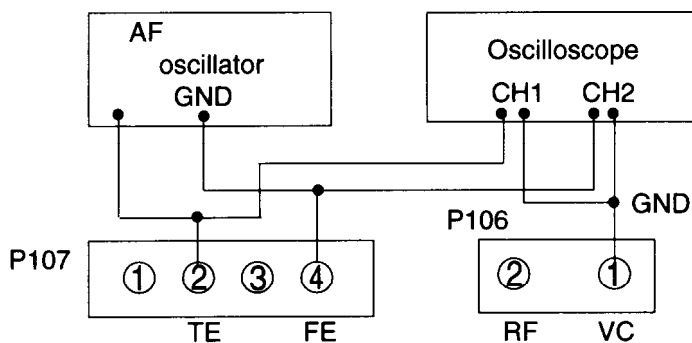 AF
oscillator
GND
Oscilloscope
CH1 CH2
GND
P106
P107
① ② ③ ④
TE FE
② ①
RF VC